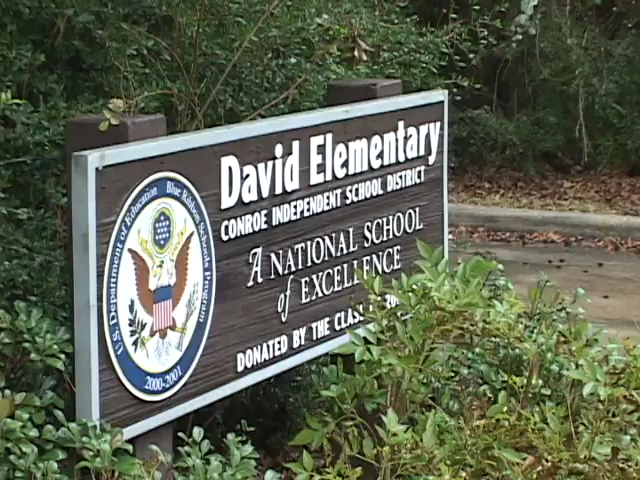 David Elementary
CONROE INDEPENDENT SCHOOL DISTRICT
A NATIONAL SCHOOL
of EXCELLENCE
DONATED BY THE CLASS
U.S. Department of Education Blue Ribbon Schools Program
2000-2001